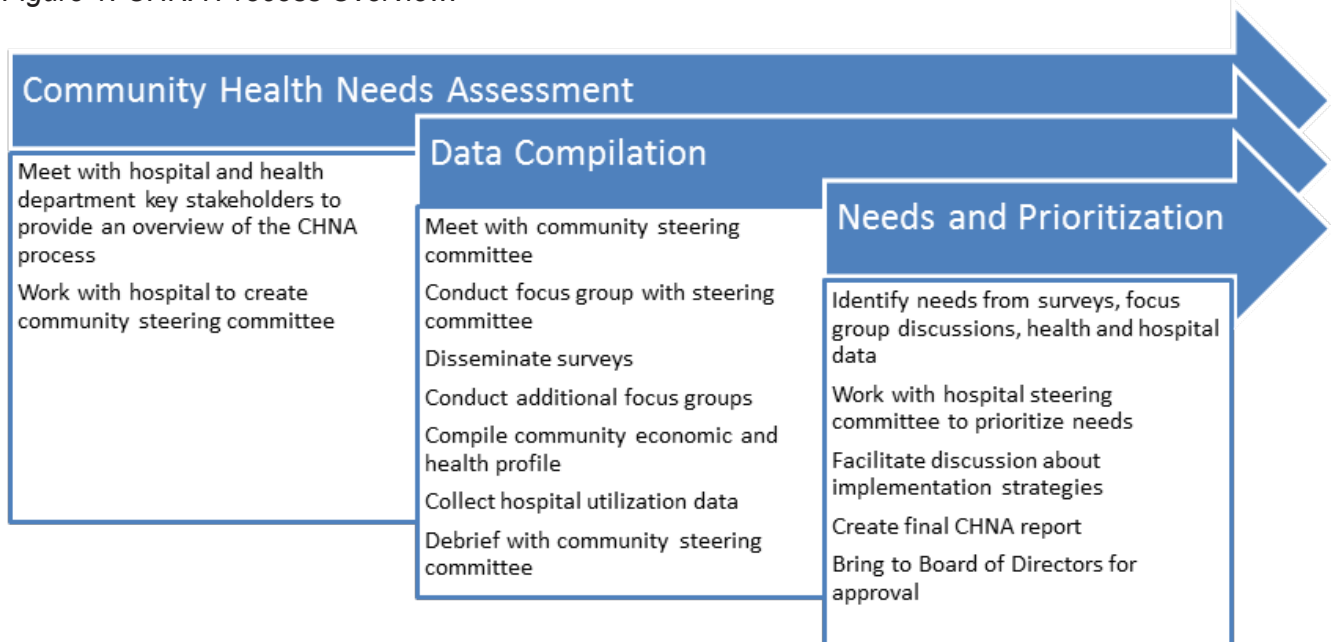 Figure 1: CHNA Process Overview
Community Health Needs Assessment
Meet with hospital and health
department key stakeholders to
provide an overview of the CHNA
process
Work with hospital to create
community steering committee
Data Compilation
Meet with community steering
committee
Conduct focus group with steering
committee
Disseminate surveys
Conduct additional focus groups
Compile community economic and
health profile
Collect hospital utilization data
Debrief with community steering
committee
Needs and Prioritization
Identify needs from surveys, focus
group discussions, health and hospital
data
Work with hospital steering
committee to prioritize needs
Facilitate discussion about
implementation strategies
Create final CHNA report
Bring to Board of Directors for
approval